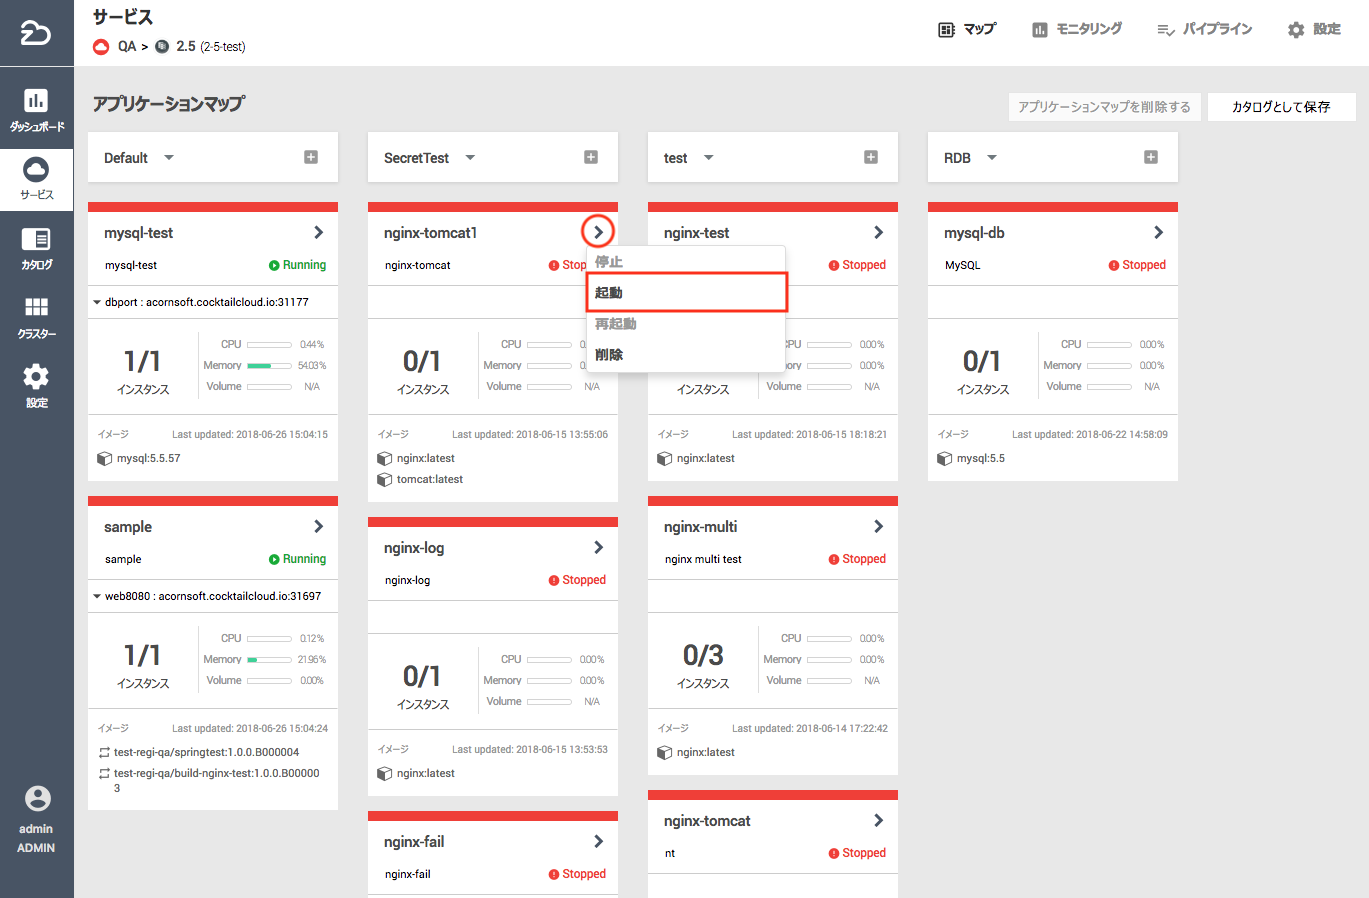 サービス
QA > 2.5 (2-5-test)
マップ
モニタリング
パイプライン
設定
ダッシュボード
サービス
カタログ
クラスター
設定
admin
ADMIN
アプリケーションマップ
アプリケーションマップを削除する
カタログとして保存
Default
SecretTest
test
RDB
mysql-test
mysql-test
Running
dbport : acornsoft.cocktailcloud.io:31177
1/1
インスタンス
CPU 0.44%
Memory 54.03%
Volume N/A
イメージ
Last updated: 2018-06-26 15:04:15
mysql:5.5.57
sample
sample
Running
web8080 : acornsoft.cocktailcloud.io:31697
1/1
インスタンス
CPU 0.12%
Memory 21.96%
Volume 0.00%
イメージ
Last updated: 2018-06-26 15:04:24
test-regi-qa/springtest:1.0.0.B000004
test-regi-qa/build-nginx-test:1.0.0.B00000
3
nginx-tomcat1
nginx-tomcat
Stop
停止
起動
再起動
削除
0/1
インスタンス
CPU 0.
Memory 0.
Volume N/A
イメージ
Last updated: 2018-06-15 13:55:06
nginx:latest
tomcat:latest
nginx-log
nginx-log
Stopped
0/1
インスタンス
CPU 0.00%
Memory 0.00%
Volume N/A
イメージ
Last updated: 2018-06-15 13:53:53
nginx:latest
nginx-fail
nginx-fail
Stopped
nginx-test
Stopped
インスタンス
CPU 0.00%
ory 0.00%
Volume N/A
イメージ
Last updated: 2018-06-15 18:18:21
nginx:latest
nginx-multi
nginx multi test
Stopped
0/3
インスタンス
CPU 0.00%
Memory 0.00%
Volume N/A
イメージ
Last updated: 2018-06-14 17:22:42
nginx:latest
nginx-tomcat
nt
Stopped
mysql-db
MySQL
Stopped
0/1
インスタンス
CPU 0.00%
Memory 0.00%
Volume N/A
イメージ
Last updated: 2018-06-22 14:58:09
mysql:5.5